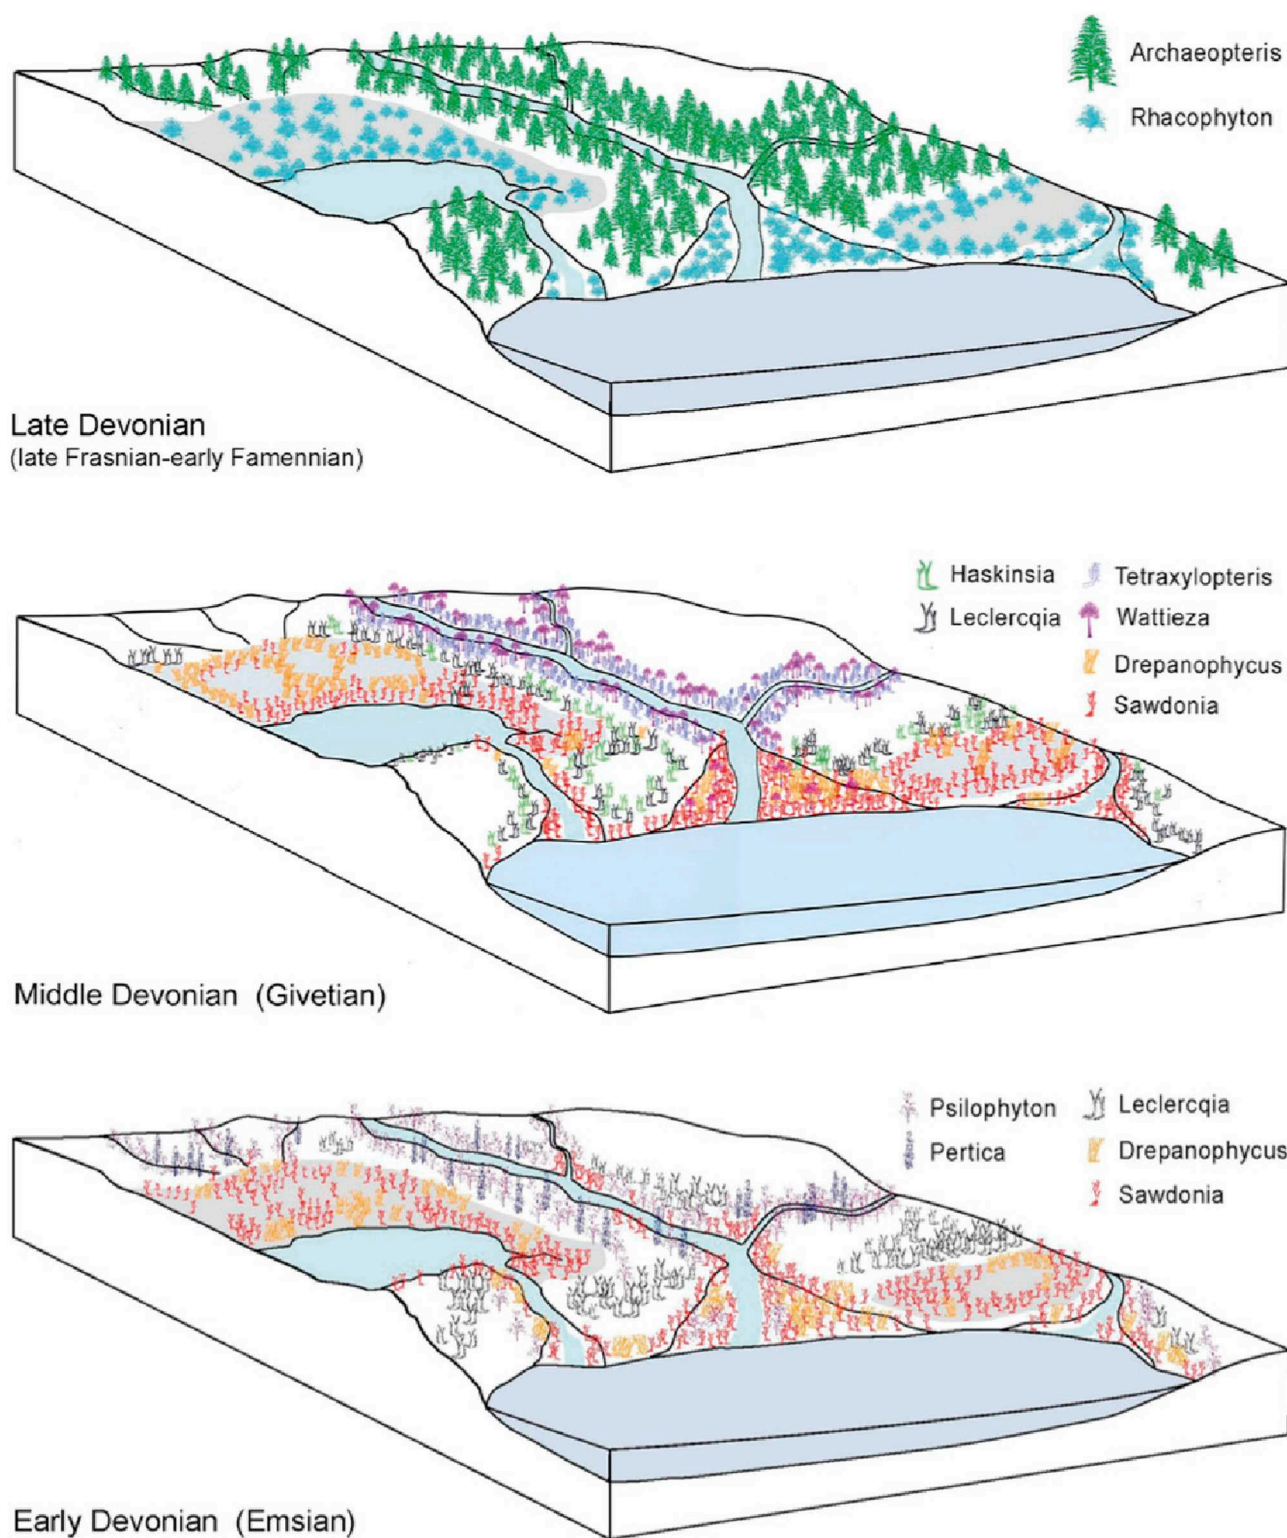 Archaeopteris
Rhacophyton
Late Devonian
(late Frasnian-early Famennian)
Haskinsia
Tetraxylopteris
Leclercqia
Wattieza
Drepanophycus
Sawdonia
Middle Devonian (Givetian)
Psilophyton
Leclercqia
Pertica
Drepanophycus
Sawdonia
Early Devonian (Emsian)